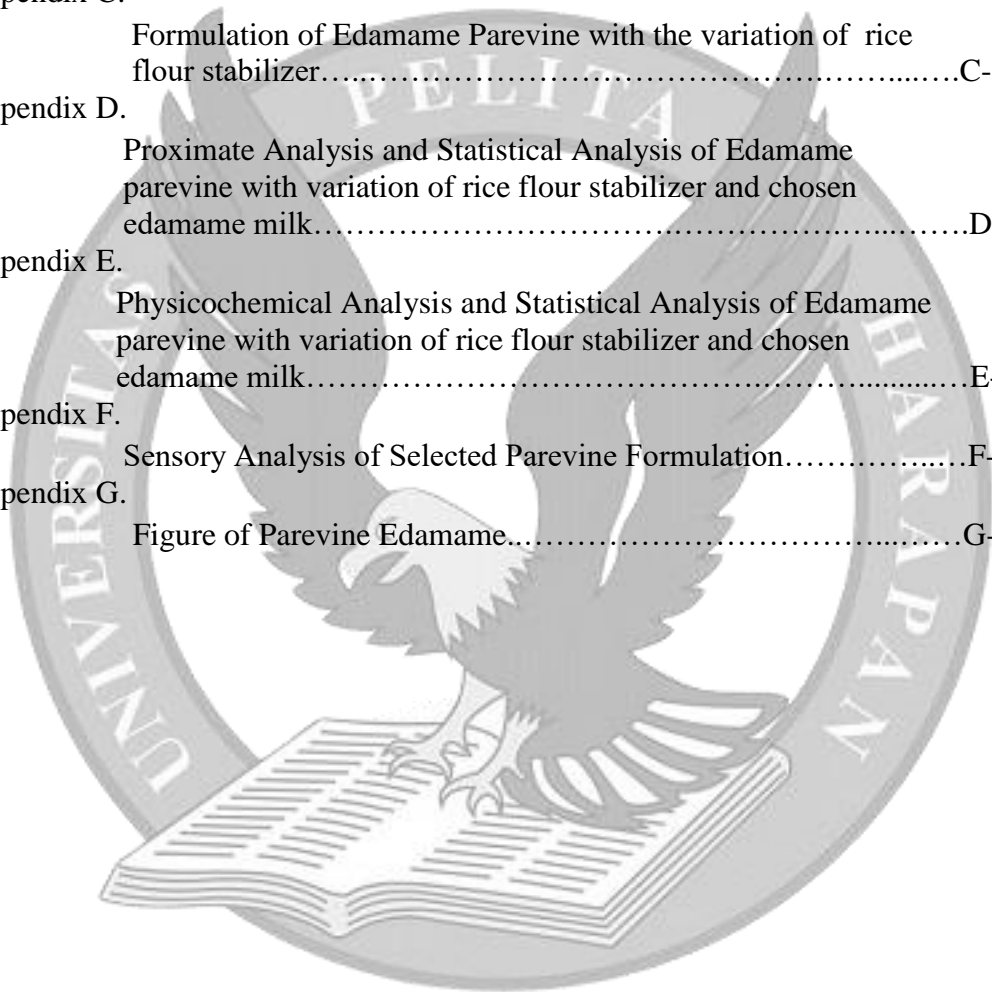 pendix C.
Formulation of Edamame Parevine with the variation of rice
flour stabilizer…..……………………………….…….……...….C-
pendix D.
Proximate Analysis and Statistical Analysis of Edamame
parevine with variation of rice flour stabilizer and chosen
edamame milk…………………………….…………….…...…….D
pendix E.
Physicochemical Analysis and Statistical Analysis of Edamame
parevine with variation of rice flour stabilizer and chosen
edamame milk…………………………………….………..........…E-
pendix F.
Sensory Analysis of Selected Parevine Formulation…….……...…F-
pendix G.
Figure of Parevine Edamame..………………………………...……G-
UNIVERSITAS PELITA HARAPAN